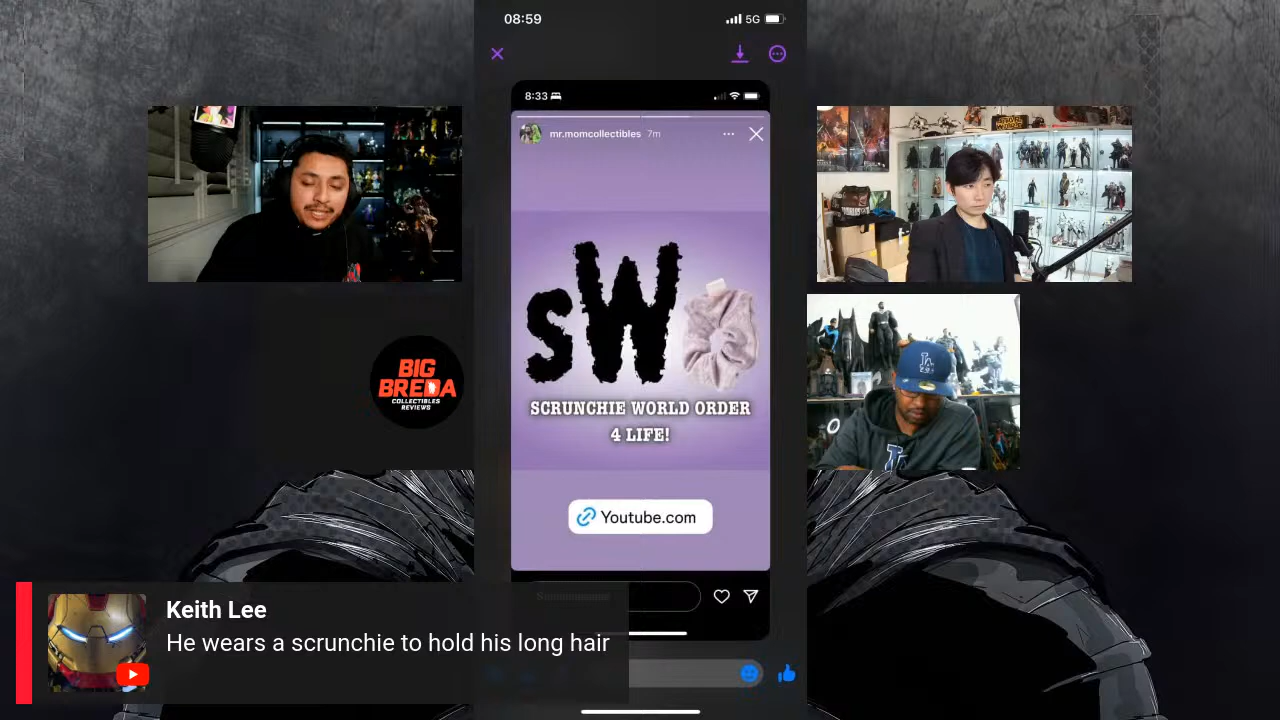 08:59
5G
8:33
mr.momcollectibles 7m
sW
SCRUNCHIE WORLD ORDER
4 LIFE!
Youtube.com
BIG
BREDA
COLLECTIBLES
REVIEWS
LA
Keith Lee
He wears a scrunchie to hold his long hair